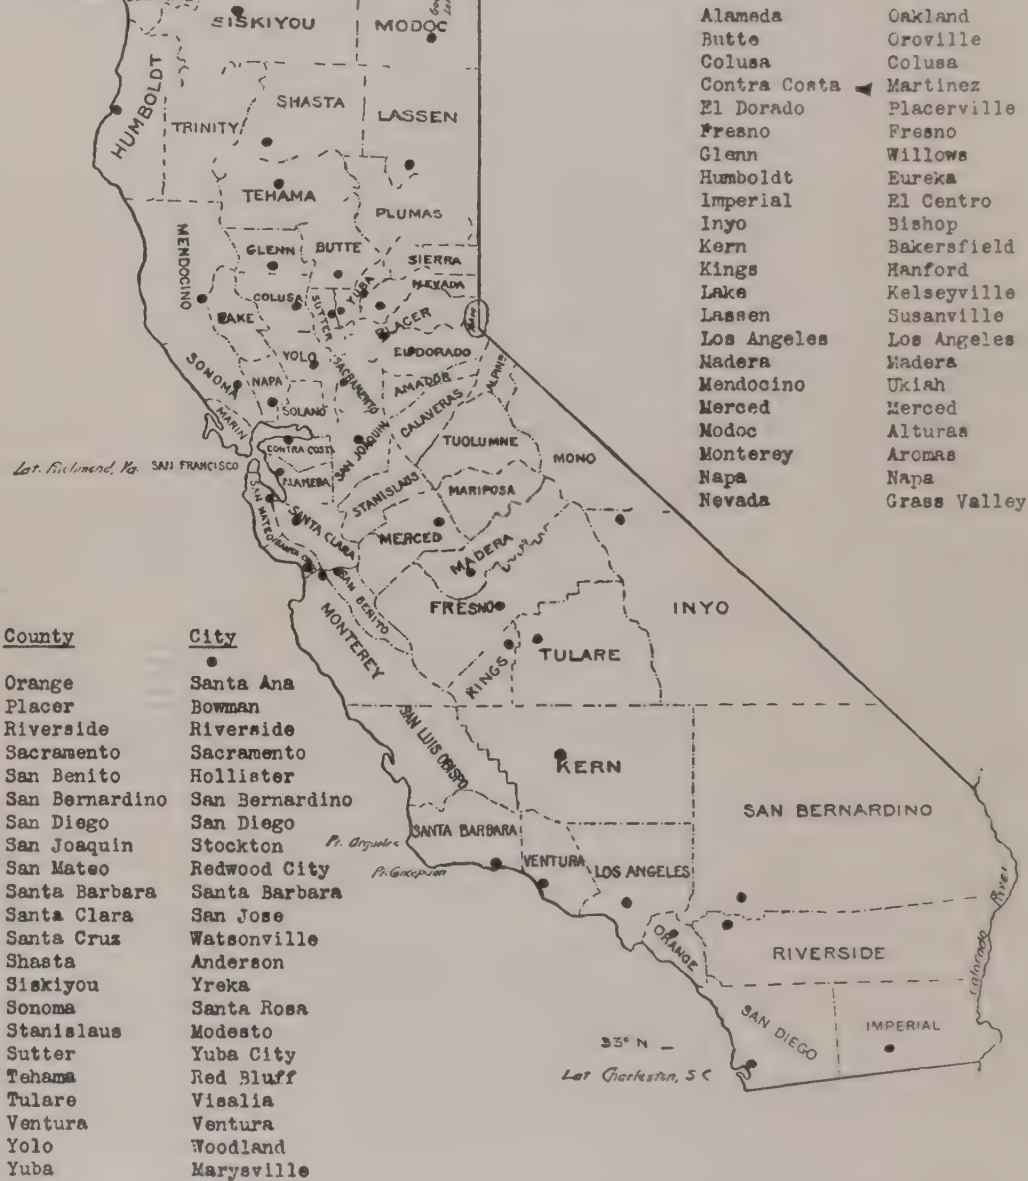 SISKIYOU
MODOC
HUMBOLDT
TRINITY
SHASTA
LASSEN
TEHAMA
PLUMAS
MENDOCINO
GLENN
BUTTE
SIERRA
NEVADA
YUBA
COLUSA
SUTTER
LAKE
PLACER
YOLO
EL DORADO
SONOMA
NAPA
SACRAMENTO
AMADOR
ALPINE
SOLANO
MARIN
CALAVERAS
CONTRA COSTA
SAN JOAQUIN
TUOLUMNE
MONO
Lat. Richmond, Va.
SAN FRANCISCO
ALAMEDA
STANISLAUS
MARIPOSA
SAN MATEO
SANTA CLARA
SANTA CRUZ
MERCED
MADERA
SAN BENITO
FRESNO
MONTEREY
INYO
KINGS
TULARE
SAN LUIS OBISPO
KERN
SAN BERNARDINO
SANTA BARBARA
Pt. Arguello
VENTURA
LOS ANGELES
Pt. Concepcion
ORANGE
RIVERSIDE
Colorado River
SAN DIEGO
IMPERIAL
33° N
Lat Charleston, S C
Alameda Oakland
Butte Oroville
Colusa Colusa
Contra Costa Martinez
El Dorado Placerville
Fresno Fresno
Glenn Willows
Humboldt Eureka
Imperial El Centro
Inyo Bishop
Kern Bakersfield
Kings Hanford
Lake Kelseyville
Lassen Susanville
Los Angeles Los Angeles
Madera Madera
Mendocino Ukiah
Merced Merced
Modoc Alturas
Monterey Aromas
Napa Napa
Nevada Grass Valley
County City
Orange Santa Ana
Placer Bowman
Riverside Riverside
Sacramento Sacramento
San Benito Hollister
San Bernardino San Bernardino
San Diego San Diego
San Joaquin Stockton
San Mateo Redwood City
Santa Barbara Santa Barbara
Santa Clara San Jose
Santa Cruz Watsonville
Shasta Anderson
Siskiyou Yreka
Sonoma Santa Rosa
Stanislaus Modesto
Sutter Yuba City
Tehama Red Bluff
Tulare Visalia
Ventura Ventura
Yolo Woodland
Yuba Marysville